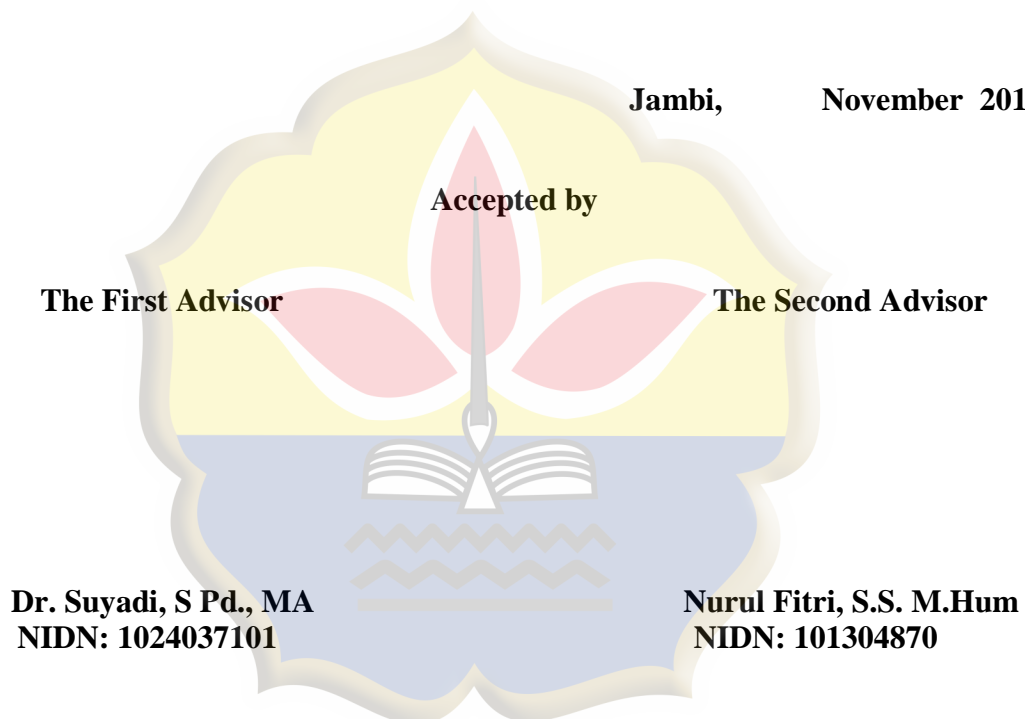 Jambi, November 201
Accepted by
The First Advisor The Second Advisor
Dr. Suyadi, S Pd., MA Nurul Fitri, S.S. M.Hum
NIDN: 1024037101 NIDN: 101304870